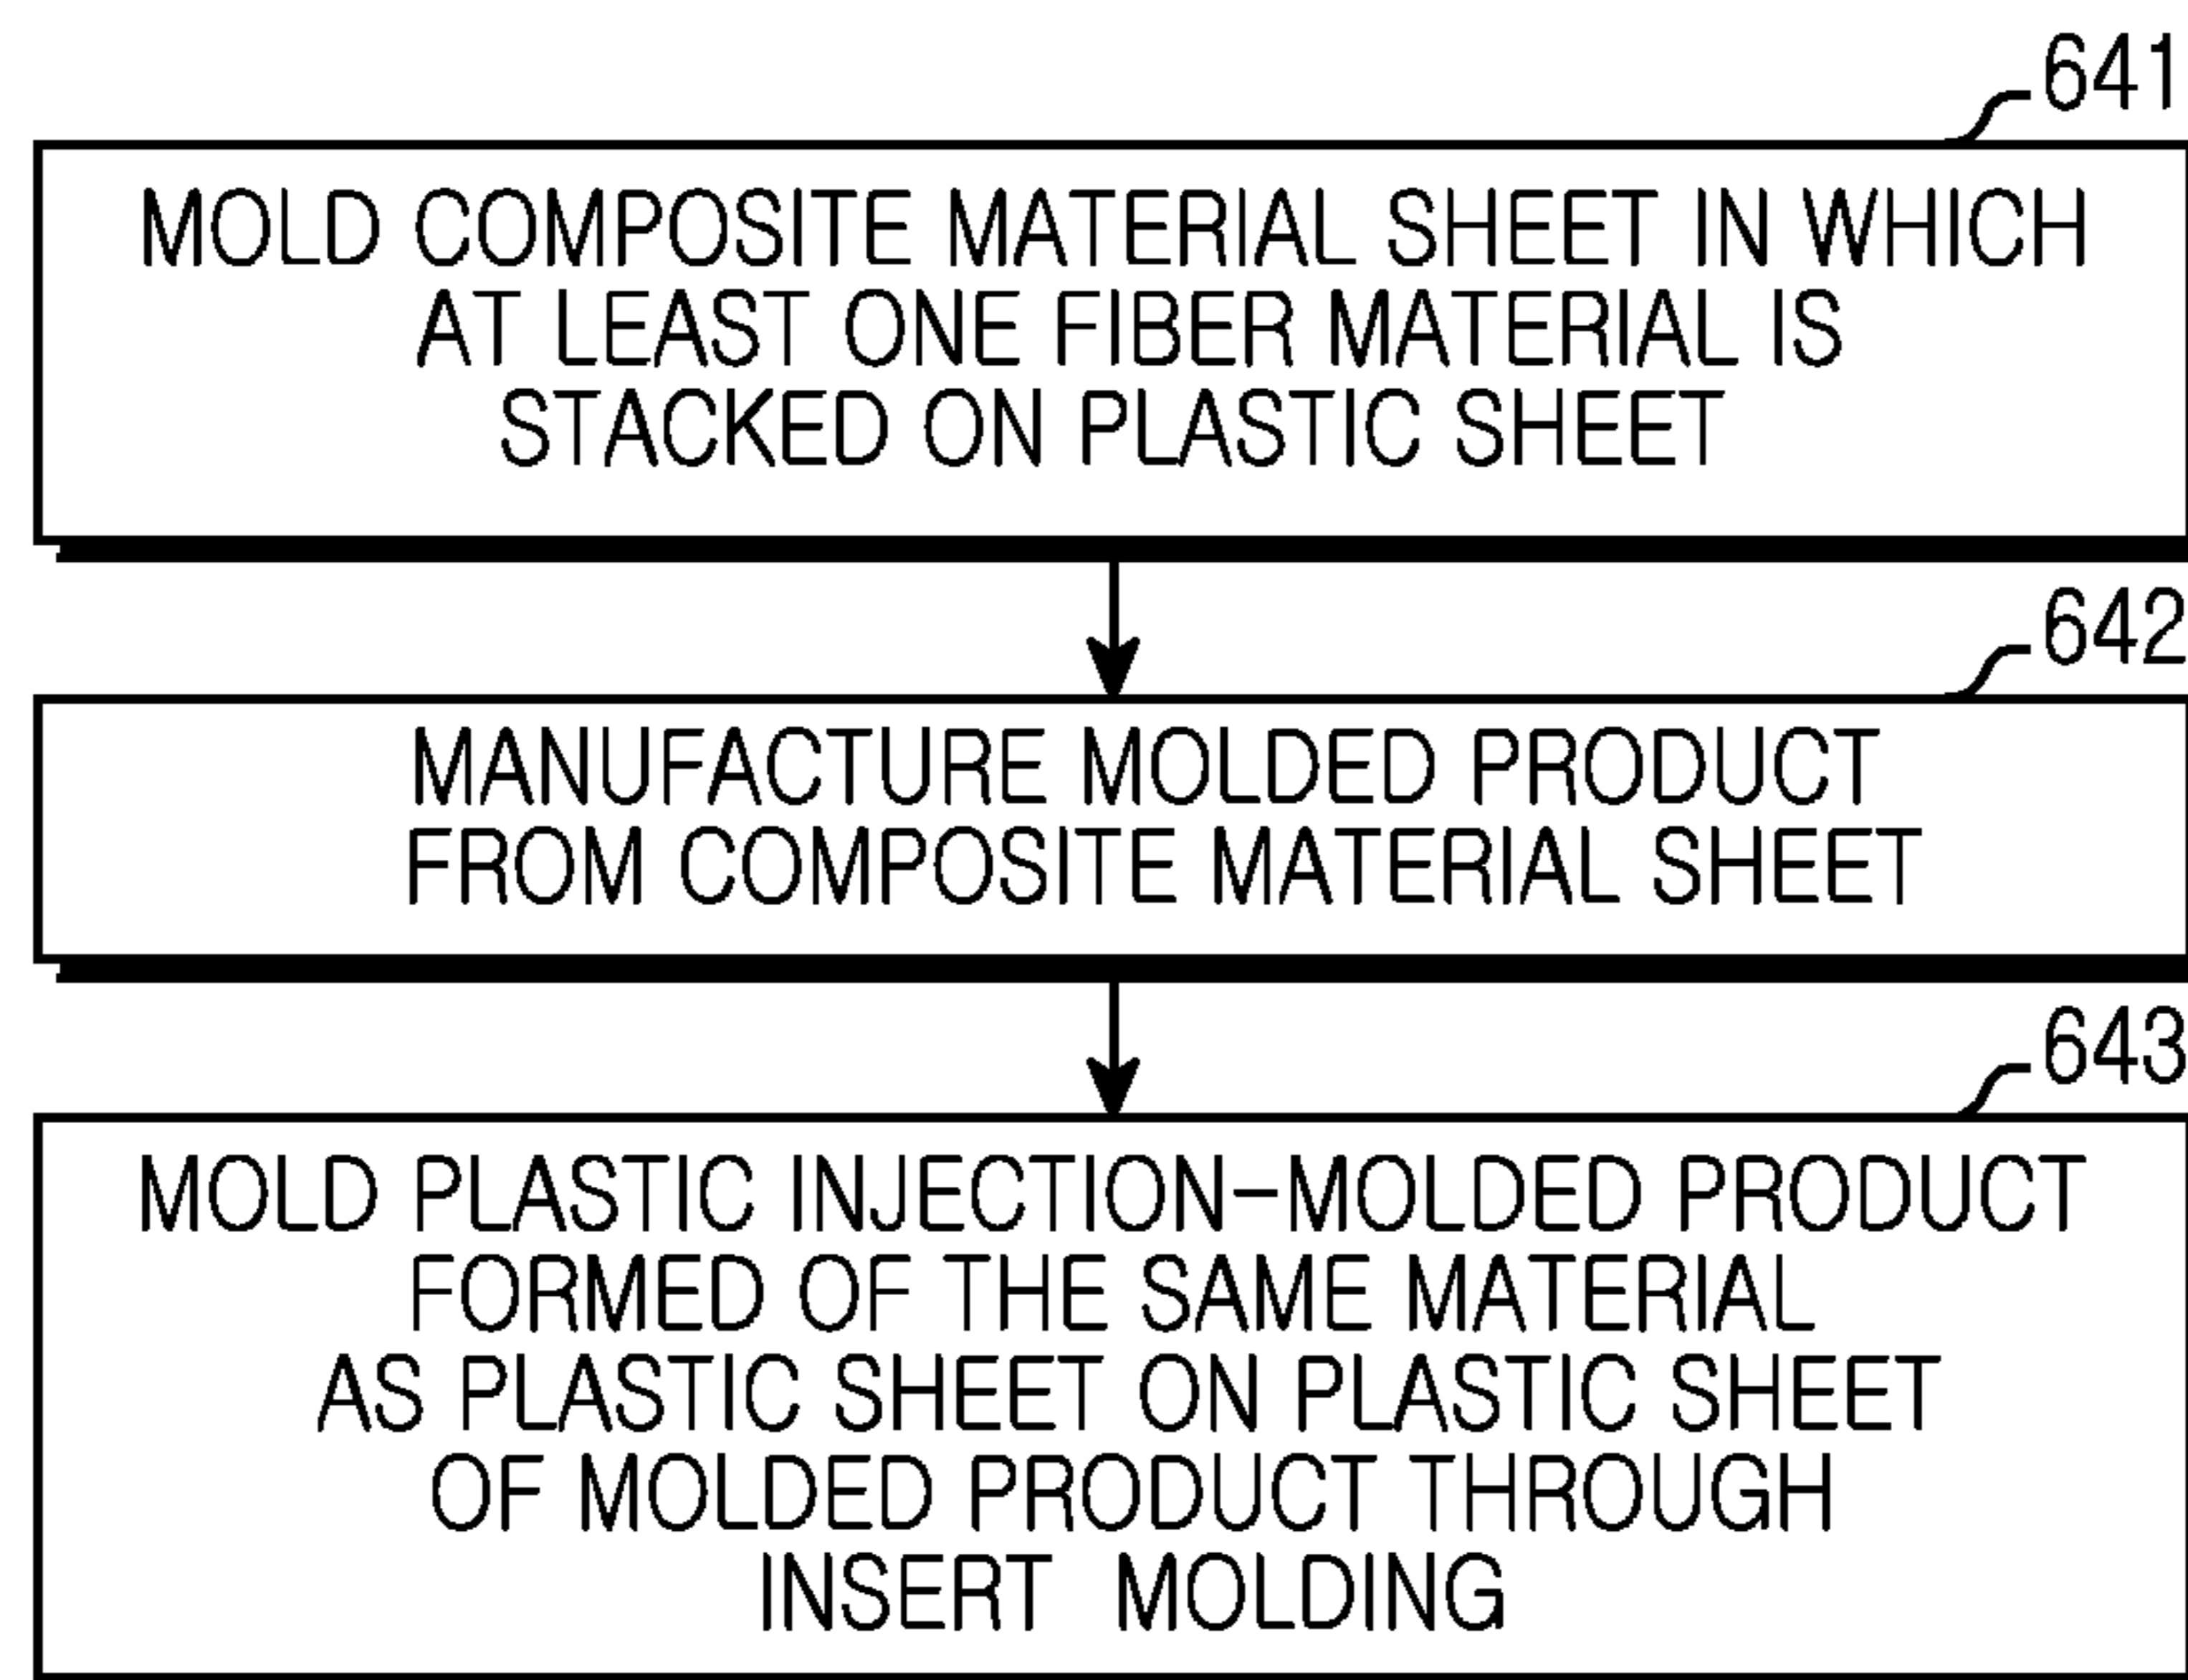 641
MOLD COMPOSITE MATERIAL SHEET IN WHICH
AT LEAST ONE FIBER MATERIAL IS
STACKED ON PLASTIC SHEET
642
MANUFACTURE MOLDED PRODUCT
FROM COMPOSITE MATERIAL SHEET
643
MOLD PLASTIC INJECTION-MOLDED PRODUCT
FORMED OF THE SAME MATERIAL
AS PLASTIC SHEET ON PLASTIC SHEET
OF MOLDED PRODUCT THROUGH
INSERT MOLDING